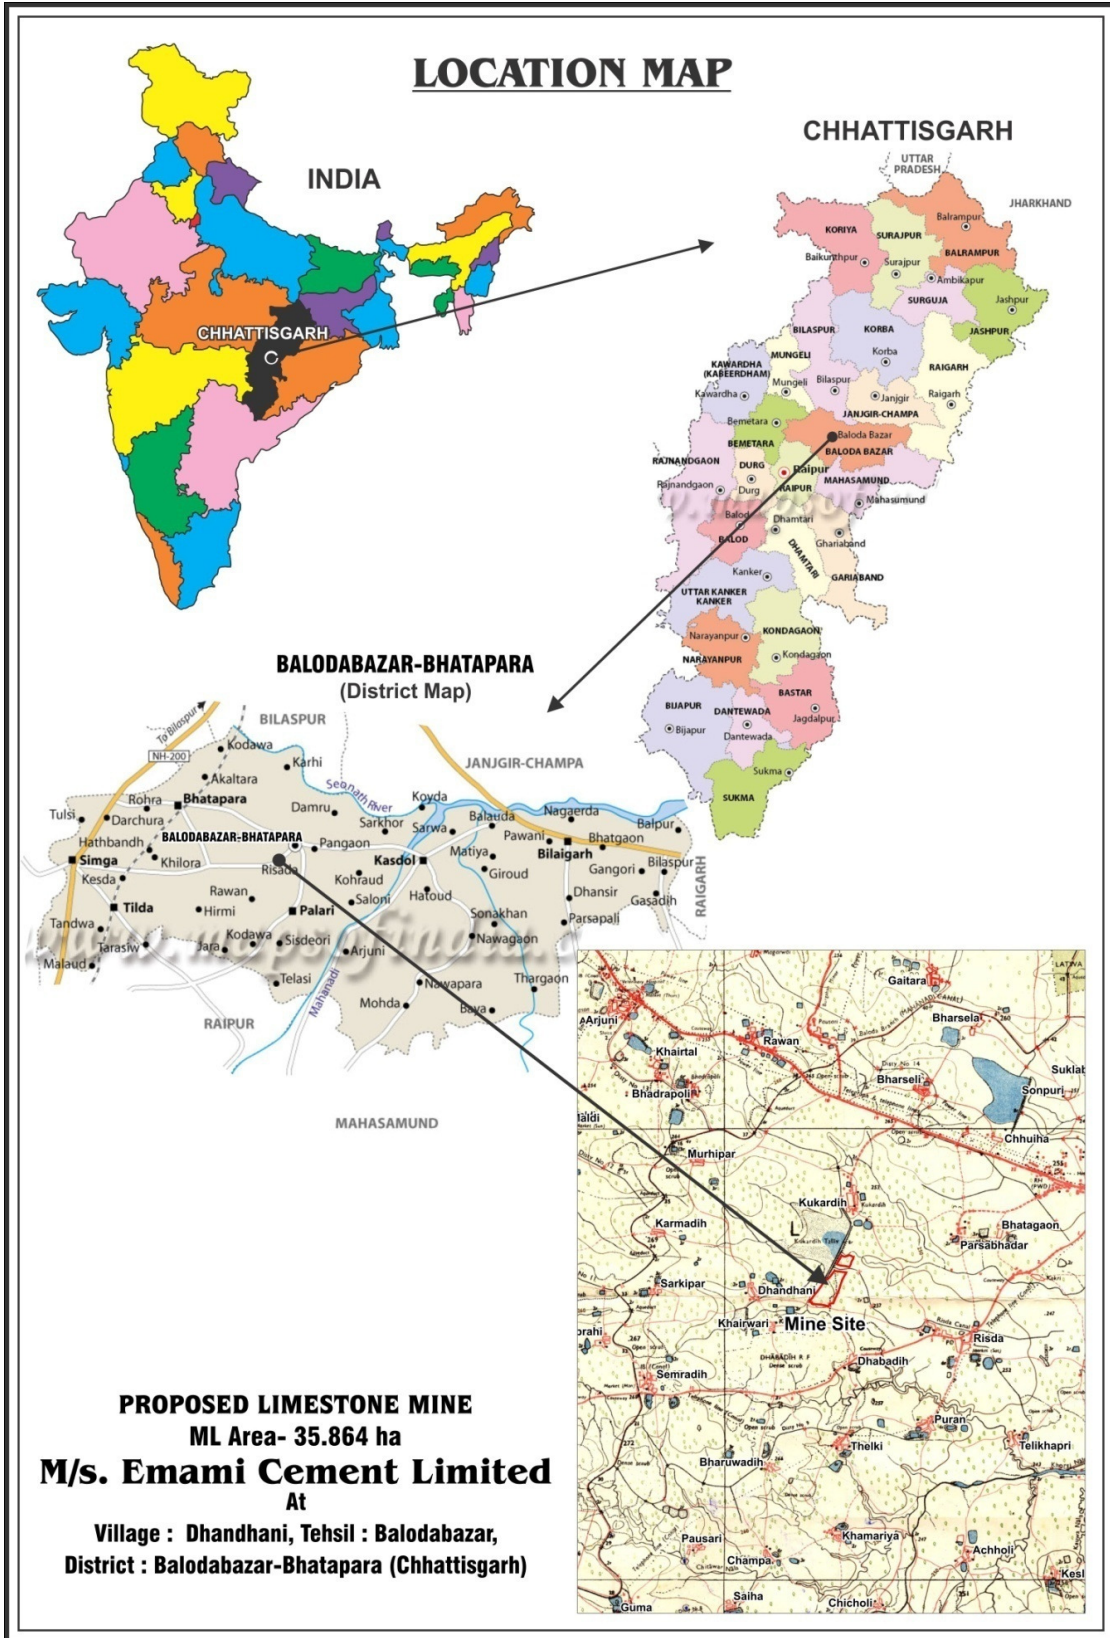 LOCATION MAP
INDIA
CHHATTISGARH
CHHATTISGARH
UTTAR
PRADESH
JHARKHAND
Balrampur
KORIYA
SURAJPUR
BALRAMPUR
Baikunthpur
Surajpur
Ambikapur
SURGUJA
Jashpur
JASHPUR
BILASPUR
KORBA
Korba
MUNGELI
RAIGARH
KAWARDHA
(KABEERDHAM)
Mungeli
Bilaspur
Kawardha
Janjgir
Raigarh
JANJGIR-CHAMPA
Bemetara
Baloda Bazar
BEMETARA
BALODA BAZAR
RAJNANDGAON
DURG
Raipur
MAHASAMUND
Rajnandgaon
Durg
RAIPUR
Mahasumund
Balod
Dhamtari
BALOD
DHAMTARI
Ghariaband
GARIABAND
Kanker
UTTAR KANKER
KANKER
Narayanpur
KONDAGAON
NARAYANPUR
Kondagaon
BIJAPUR
DANTEWADA
BASTAR
Jagdalpur
Bijapur
Dantewada
Sukma
SUKMA
BALODABAZAR-BHATAPARA
(District Map)
To Bilaspur
BILASPUR
NH-200
Kodawa
Karhi
JANJGIR-CHAMPA
Akaltara
Seonath River
Rohra
Bhatapara
Damru
Koyda
Nagaerda
Tulsi
Darchura
Sarkhor
Sarwa
Balauda
Balpur
Hathbandh
BALODABAZAR-BHATAPARA
Pangaon
Pawani
Bhatgaon
Simga
Khilora
Risada
Kasdol
Matiya
Bilaigarh
Bilaspur
Kesda
Kohraud
Giroud
Gangori
RAIGARH
Rawan
Hatoud
Dhansir
Gasadih
Tilda
Hirmi
Palari
Saloni
Sonakhan
Parsapali
Tandwa
Tarasiw
Jara
Kodawa
Sisdeori
Arjuni
Nawagaon
www.mapsofindia.c
Malaud
Telasi
Mahanadi
Nawapara
Thargaon
RAIPUR
Mohda
Baya
MAHASAMUND
Gaitara
Arjuni
Rawan
Bharsela
Khairtal
Bharseli
Sonpuri
Bhadrapoli
Chhuiha
Murhipar
Kukardih
Karmadih
Bhatagaon
Parsabhadar
Sarkipar
Dhandhani
Khairwari
Mine Site
Risda
DHABADIH R F
Dense scrub
Dhabadih
Semradih
Puran
Thelki
Telikhapri
Bharuwadih
Khamariya
Pausari
Champa
Achholi
Guma
Saiha
Chicholi
PROPOSED LIMESTONE MINE
ML Area- 35.864 ha
M/s. Emami Cement Limited
At
Village : Dhandhani, Tehsil : Balodabazar,
District : Balodabazar-Bhatapara (Chhattisgarh)